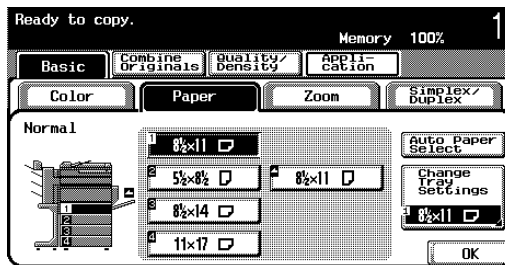 Ready to copy.
Memory 100% 1
Basic Combine Originals Quality/Density Appli-cation
Color Paper Zoom Simplex/Duplex
Normal
1 8½×11
Auto Paper Select
2 5½×8½
8½×11
Change Tray Settings
3 8½×14
1 8½×11
4 11×17
1
2
3
4
OK